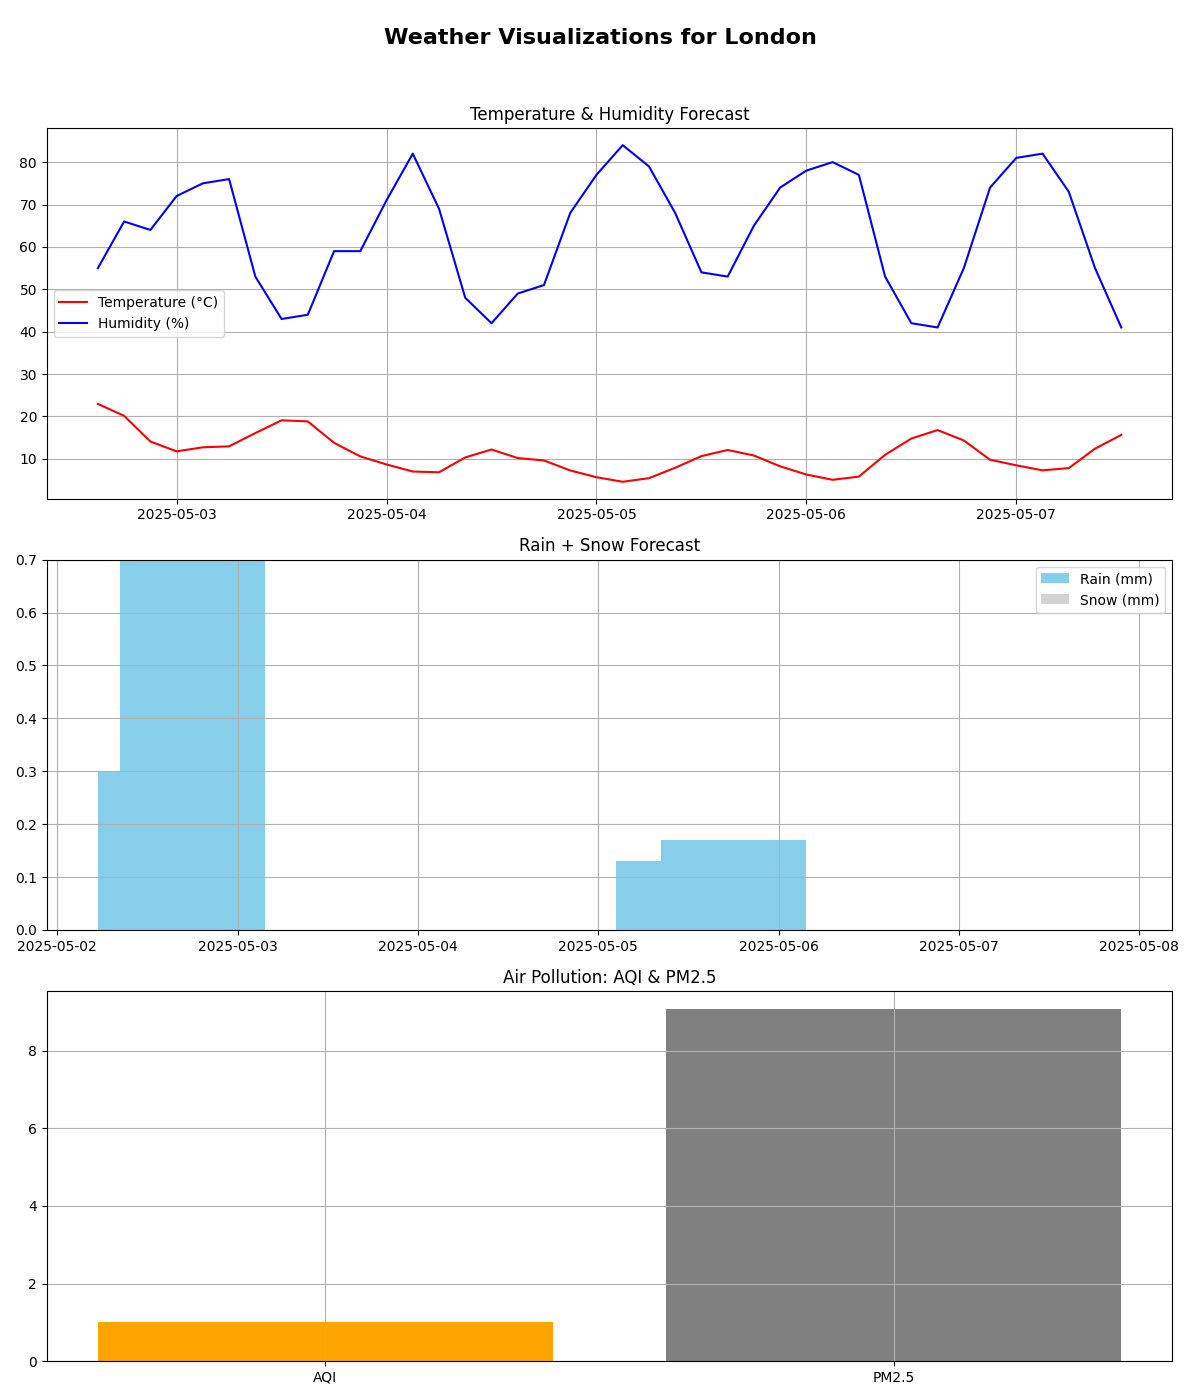 Weather Visualizations for London
Temperature & Humidity Forecast
80
70
60
50
40
30
20
10
Temperature (°C)
Humidity (%)
2025-05-03 2025-05-04 2025-05-05 2025-05-06 2025-05-07
Rain + Snow Forecast
0.7
0.6
0.5
0.4
0.3
0.2
0.1
0.0
Rain (mm)
Snow (mm)
2025-05-02 2025-05-03 2025-05-04 2025-05-05 2025-05-06 2025-05-07 2025-05-08
Air Pollution: AQI & PM2.5
8
6
4
2
0
AQI PM2.5